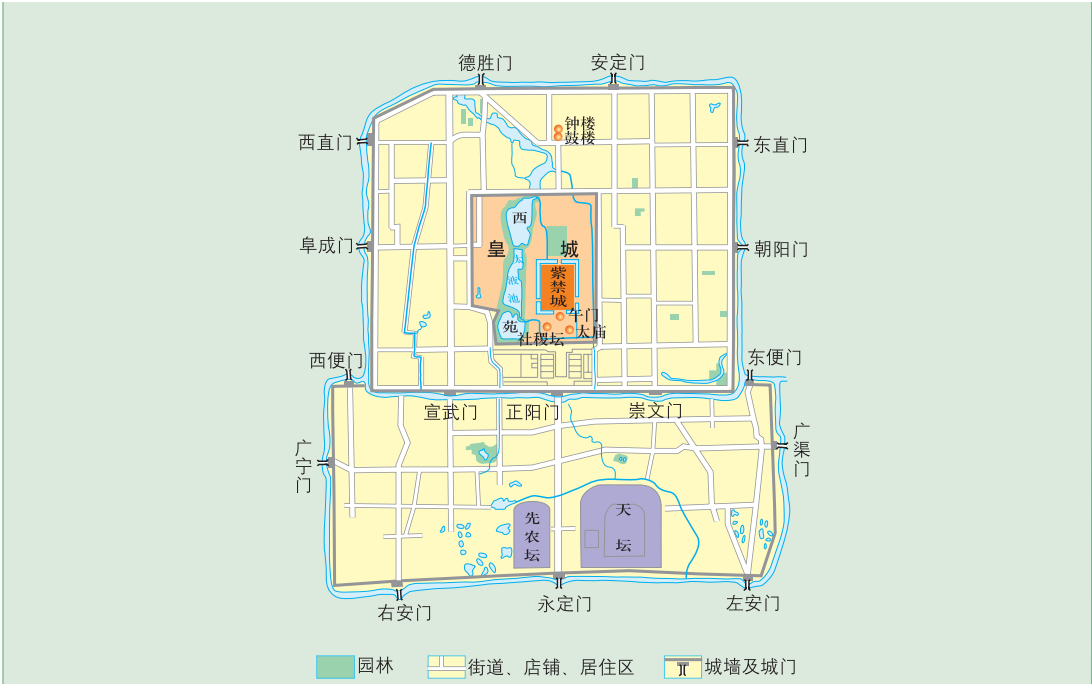 德胜门
安定门
钟楼
鼓楼
西直门
东直门
阜成门
朝阳门
西
皇
城
太
液
池
紫
禁
城
午门
苑
社稷坛
太庙
西便门
东便门
宣武门
正阳门
崇文门
广
宁
门
广
渠
门
先
农
坛
天
坛
右安门
永定门
左安门
园林
街道、店铺、居住区
城墙及城门